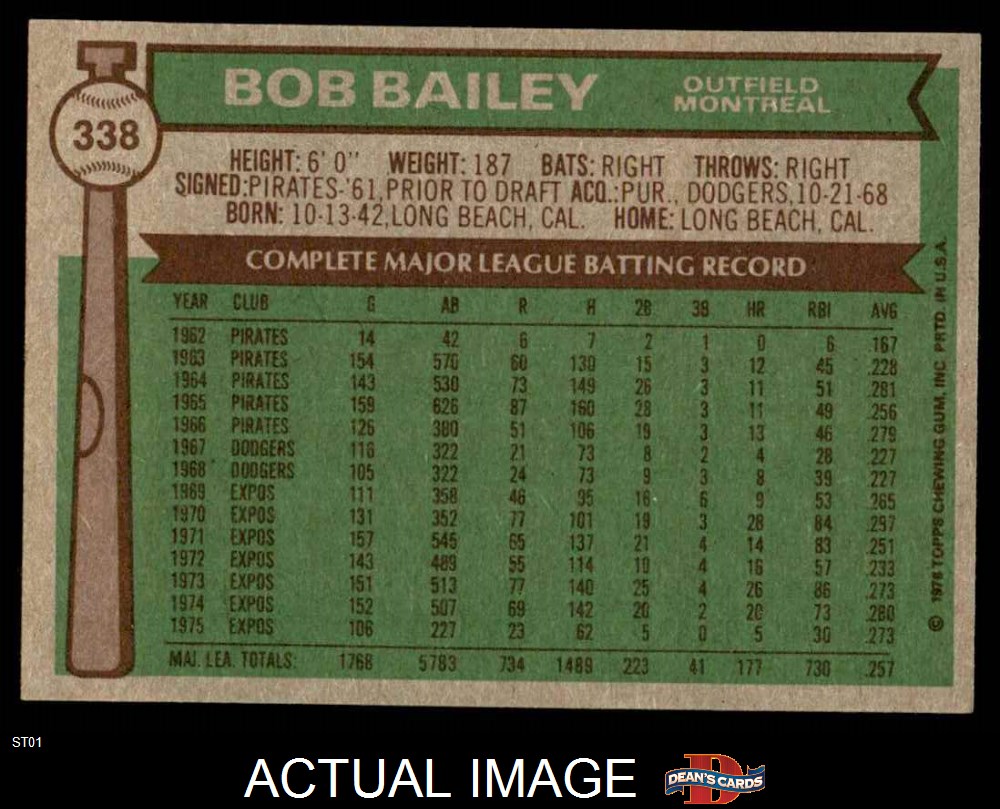 BOB BAILEY
OUTFIELD
MONTREAL
338
HEIGHT: 6' 0" WEIGHT: 187 BATS: RIGHT THROWS: RIGHT
SIGNED:PIRATES-'61,PRIOR TO DRAFT ACQ.:PUR., DODGERS,10-21-68
BORN: 10-13-42,LONG BEACH, CAL. HOME: LONG BEACH, CAL.
COMPLETE MAJOR LEAGUE BATTING RECORD
YEAR CLUB G AB R H 2B 3B HR RBI AVG
1962 PIRATES 14 42 6 7 2 1 0 6 .167
1963 PIRATES 154 570 60 130 15 3 12 45 .228
1964 PIRATES 143 530 73 149 26 3 11 51 .281
1965 PIRATES 159 626 87 160 28 3 11 49 .256
1966 PIRATES 126 380 51 106 19 3 13 46 .279
1967 DODGERS 116 322 21 73 8 2 4 28 .227
1968 DODGERS 105 322 24 73 9 3 8 39 .227
1969 EXPOS 111 358 46 95 16 6 9 53 .265
1970 EXPOS 131 352 77 101 19 3 28 84 .297
1971 EXPOS 157 545 65 137 21 4 14 83 .251
1972 EXPOS 143 489 55 114 10 4 16 57 .233
1973 EXPOS 151 513 77 140 25 4 26 86 .273
1974 EXPOS 152 507 69 142 20 2 20 73 .280
1975 EXPOS 106 227 23 62 5 0 5 30 .273
MAJ. LEA. TOTALS: 1768 5783 734 1489 223 41 177 730 .257
© 1976 TOPPS CHEWING GUM, INC. PRTD. IN U.S.A.
ST01
ACTUAL IMAGE
D
DEAN'S CARDS